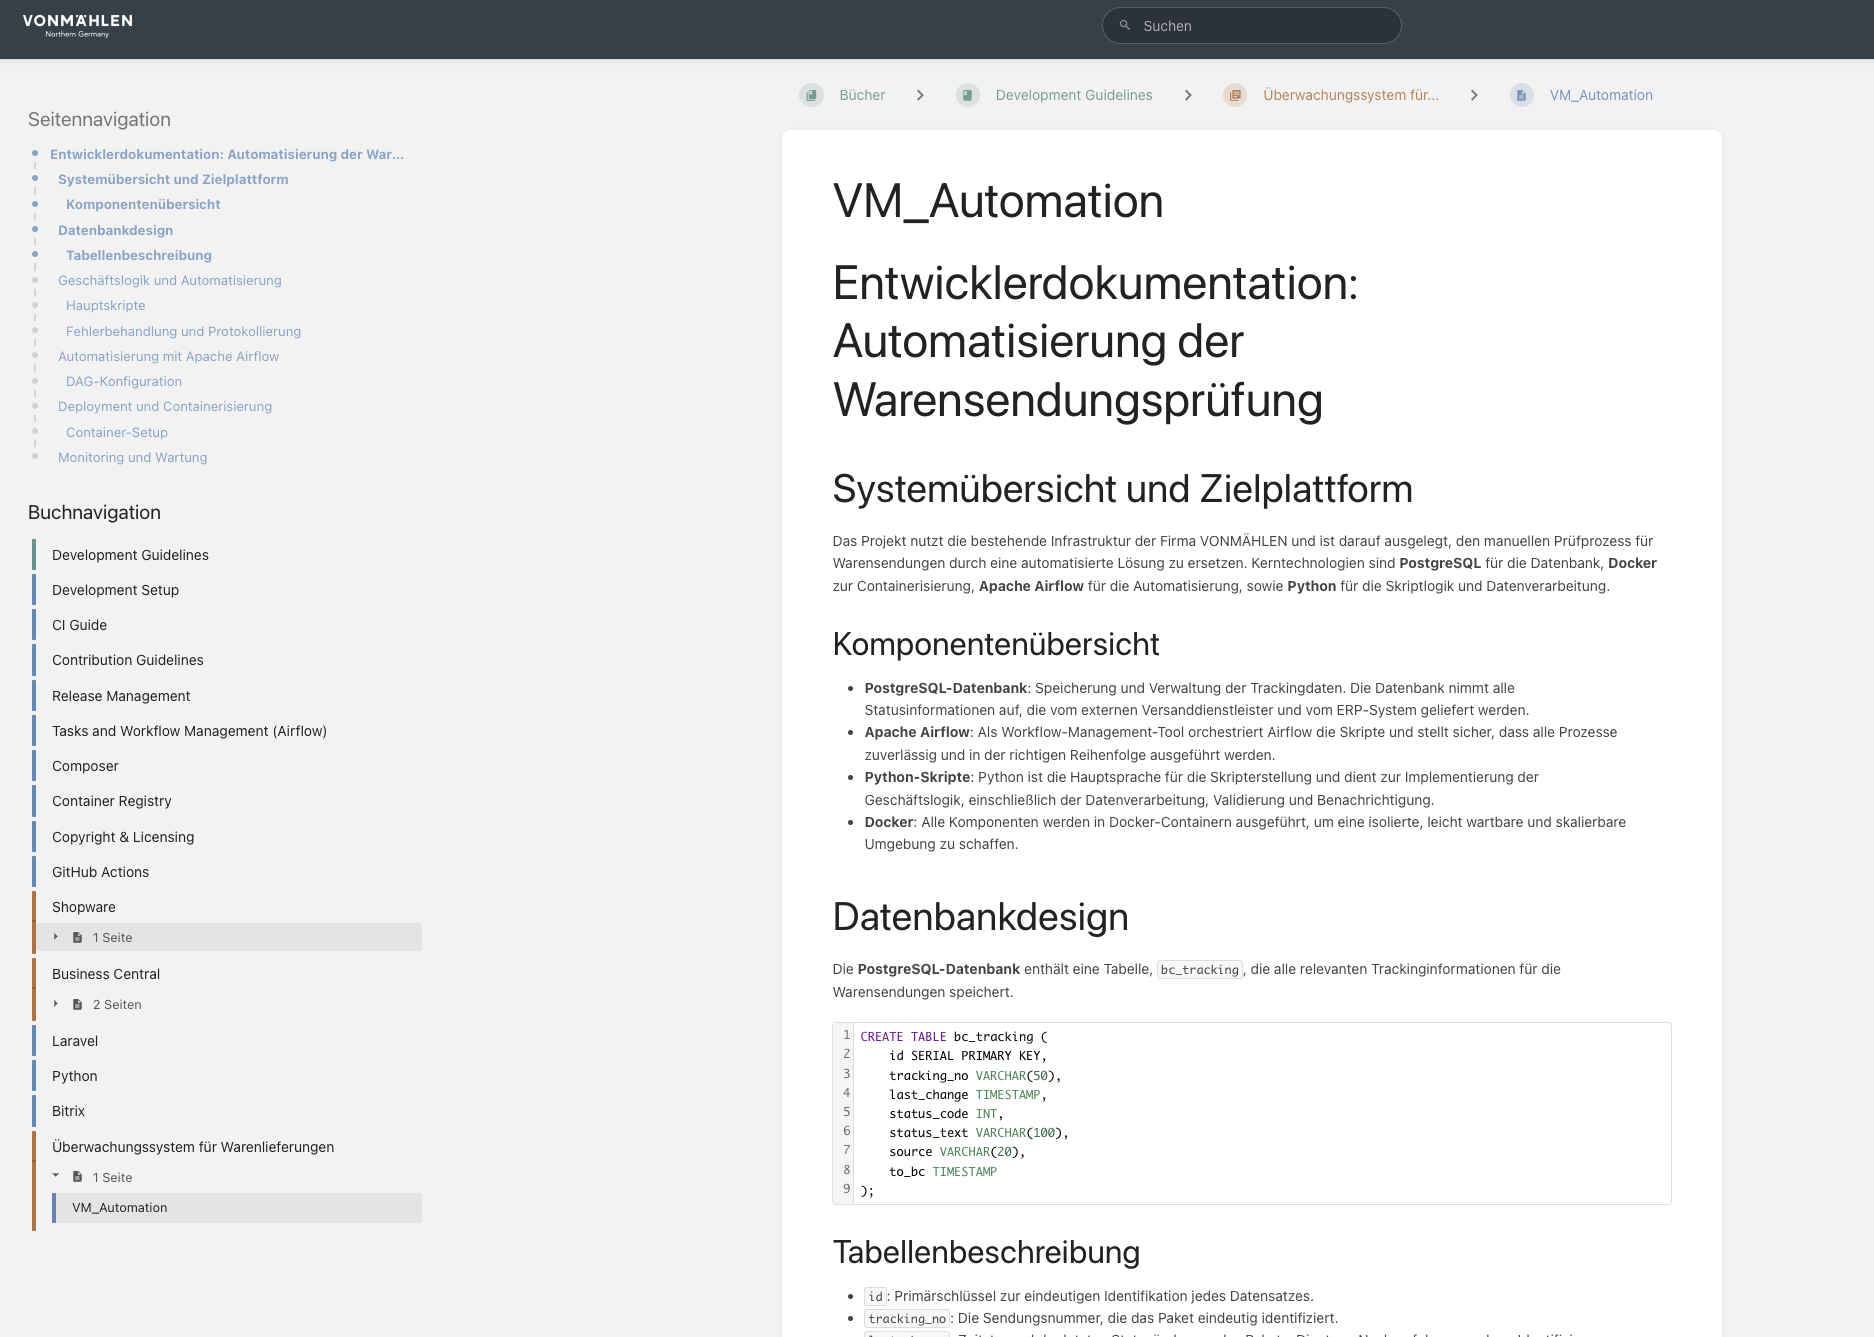 VONMÄHLEN
Northern Germany
Suchen
Bücher
Development Guidelines
Überwachungssystem für...
VM_Automation
Seitennavigation
Entwicklerdokumentation: Automatisierung der War...
Systemübersicht und Zielplattform
Komponentenübersicht
Datenbankdesign
Tabellenbeschreibung
Geschäftslogik und Automatisierung
Hauptskripte
Fehlerbehandlung und Protokollierung
Automatisierung mit Apache Airflow
DAG-Konfiguration
Deployment und Containerisierung
Container-Setup
Monitoring und Wartung
Buchnavigation
Development Guidelines
Development Setup
CI Guide
Contribution Guidelines
Release Management
Tasks and Workflow Management (Airflow)
Composer
Container Registry
Copyright & Licensing
GitHub Actions
Shopware
1 Seite
Business Central
2 Seiten
Laravel
Python
Bitrix
Überwachungssystem für Warenlieferungen
1 Seite
VM_Automation
VM_Automation
Entwicklerdokumentation:
Automatisierung der
Warensendungsprüfung
Systemübersicht und Zielplattform
Das Projekt nutzt die bestehende Infrastruktur der Firma VONMÄHLEN und ist darauf ausgelegt, den manuellen Prüfprozess für
Warensendungen durch eine automatisierte Lösung zu ersetzen. Kerntechnologien sind PostgreSQL für die Datenbank, Docker
zur Containerisierung, Apache Airflow für die Automatisierung, sowie Python für die Skriptlogik und Datenverarbeitung.
Komponentenübersicht
PostgreSQL-Datenbank: Speicherung und Verwaltung der Trackingdaten. Die Datenbank nimmt alle
Statusinformationen auf, die vom externen Versanddienstleister und vom ERP-System geliefert werden.
Apache Airflow: Als Workflow-Management-Tool orchestriert Airflow die Skripte und stellt sicher, dass alle Prozesse
zuverlässig und in der richtigen Reihenfolge ausgeführt werden.
Python-Skripte: Python ist die Hauptsprache für die Skripterstellung und dient zur Implementierung der
Geschäftslogik, einschließlich der Datenverarbeitung, Validierung und Benachrichtigung.
Docker: Alle Komponenten werden in Docker-Containern ausgeführt, um eine isolierte, leicht wartbare und skalierbare
Umgebung zu schaffen.
Datenbankdesign
Die PostgreSQL-Datenbank enthält eine Tabelle, bc_tracking, die alle relevanten Trackinginformationen für die
Warensendungen speichert.
1 CREATE TABLE bc_tracking (
2 id SERIAL PRIMARY KEY,
3 tracking_no VARCHAR(50),
4 last_change TIMESTAMP,
5 status_code INT,
6 status_text VARCHAR(100),
7 source VARCHAR(20),
8 to_bc TIMESTAMP
9 );
Tabellenbeschreibung
id: Primärschlüssel zur eindeutigen Identifikation jedes Datensatzes.
tracking_no: Die Sendungsnummer, die das Paket eindeutig identifiziert.